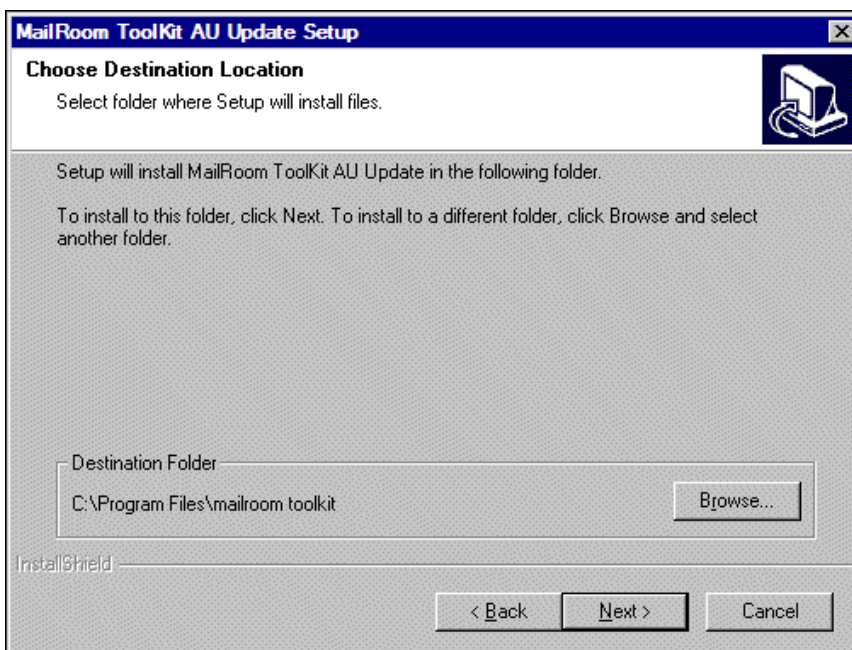 MailRoom ToolKit AU Update Setup
Choose Destination Location
Select folder where Setup will install files.
Setup will install MailRoom ToolKit AU Update in the following folder.
To install to this folder, click Next. To install to a different folder, click Browse and select
another folder.
Destination Folder
C:\Program Files\mailroom toolkit
Browse...
InstallShield
< Back
Next >
Cancel